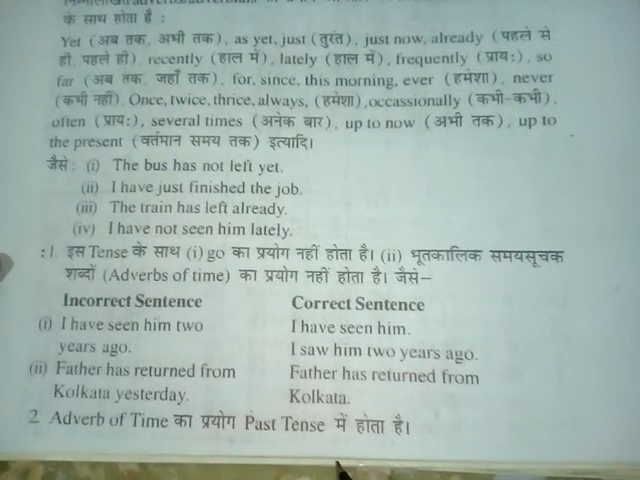 के साथ होता है :
Yet (अब तक, अभी तक), as yet, just (तुरंत), just now, already (पहले से
ही, पहले ही), recently (हाल में), lately (हाल में), frequently (प्राय:), so
far (अब तक, जहाँ तक), for, since, this morning, ever (हमेशा), never
(कभी नहीं), Once, twice, thrice, always, (हमेशा),occassionally (कभी-कभी),
often (प्राय:), several times (अनेक बार), up to now (अभी तक), up to
the present (वर्तमान समय तक) इत्यादि।
जैसे : (i) The bus has not left yet.
(ii) I have just finished the job.
(iii) The train has left already.
(iv) I have not seen him lately.
:1. इस Tense के साथ (i) go का प्रयोग नहीं होता है। (ii) भूतकालिक समयसूचक
शब्दों (Adverbs of time) का प्रयोग नहीं होता है। जैसे–
Incorrect Sentence Correct Sentence
(i) I have seen him two I have seen him.
years ago. I saw him two years ago.
(ii) Father has returned from Father has returned from
Kolkata yesterday. Kolkata.
2. Adverb of Time का प्रयोग Past Tense में होता है।